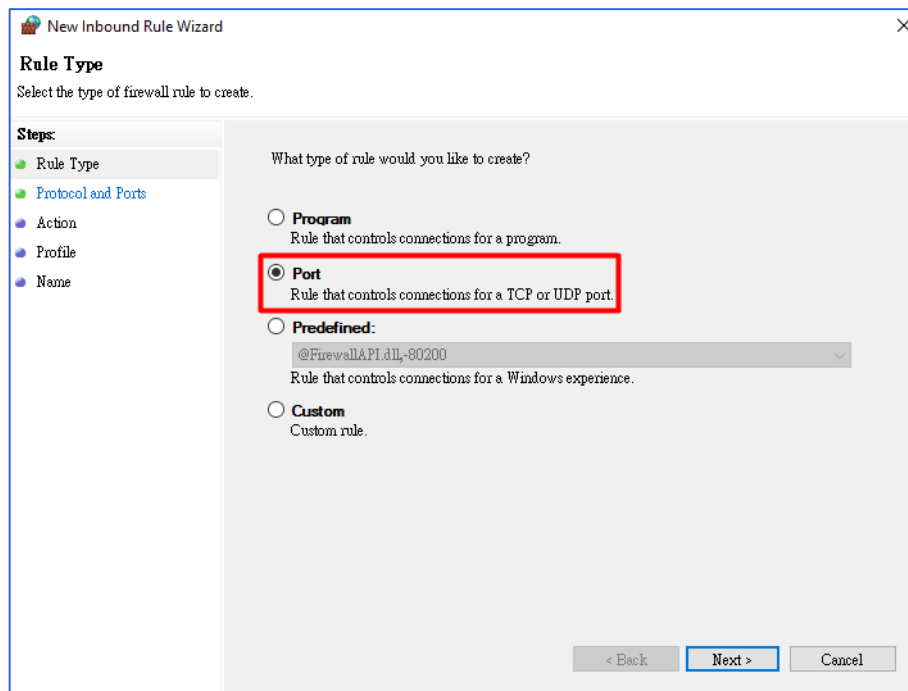 New Inbound Rule Wizard
Rule Type
Select the type of firewall rule to create.
Steps:
Rule Type
Protocol and Ports
Action
Profile
Name
What type of rule would you like to create?
Program
Rule that controls connections for a program.
Port
Rule that controls connections for a TCP or UDP port.
Predefined:
@FirewallAPI.dll,-80200
Rule that controls connections for a Windows experience.
Custom
Custom rule.
< Back Next > Cancel